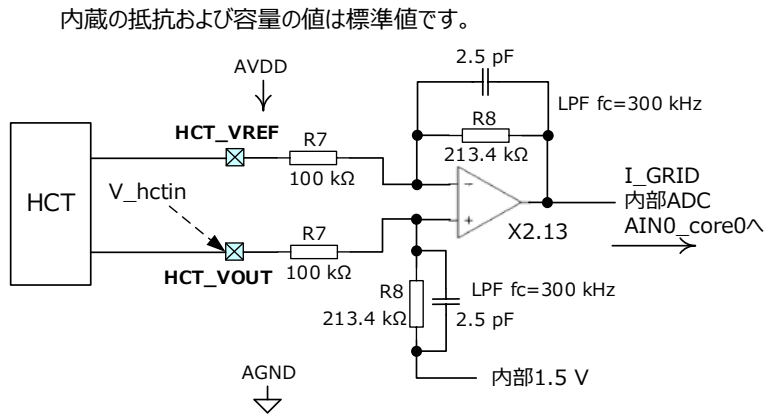 内蔵の抵抗および容量の値は標準値です。
2.5 pF
AVDD
LPF fc=300 kHz
R8
HCT_VREF
R7
213.4 kΩ
100 kΩ
−
I_GRID
内部ADC
AIN0_core0へ
HCT
V_hctin
+
X2.13
R7
HCT_VOUT
100 kΩ
R8
LPF fc=300 kHz
213.4 kΩ
2.5 pF
AGND
内部1.5 V